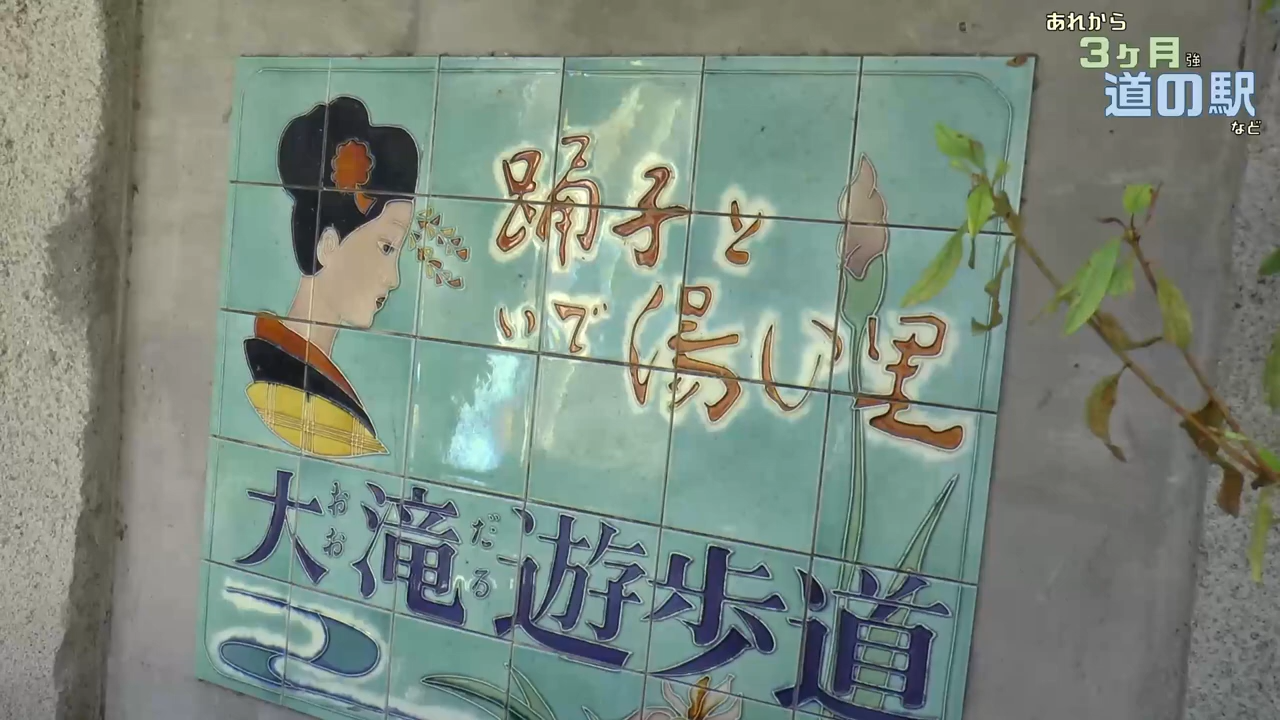 あれから
3ヶ月強
道の駅
など
踊子と
いで湯の里
大滝遊歩道
おおだる